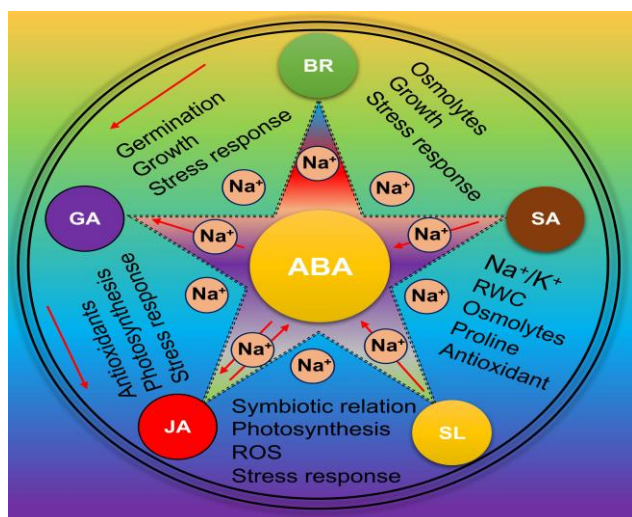 BR
Osmolytes
Growth
Stress response
Germination
Growth
Stress response
Na⁺
Na⁺
Na⁺
GA
Na⁺
Na⁺
SA
ABA
Na⁺
Na⁺
Na⁺/K⁺
RWC
Osmolytes
Proline
Antioxidant
Antioxidants
Photosynthesis
Stress response
Na⁺
Na⁺
Na⁺
JA
SL
Symbiotic relation
Photosynthesis
ROS
Stress response